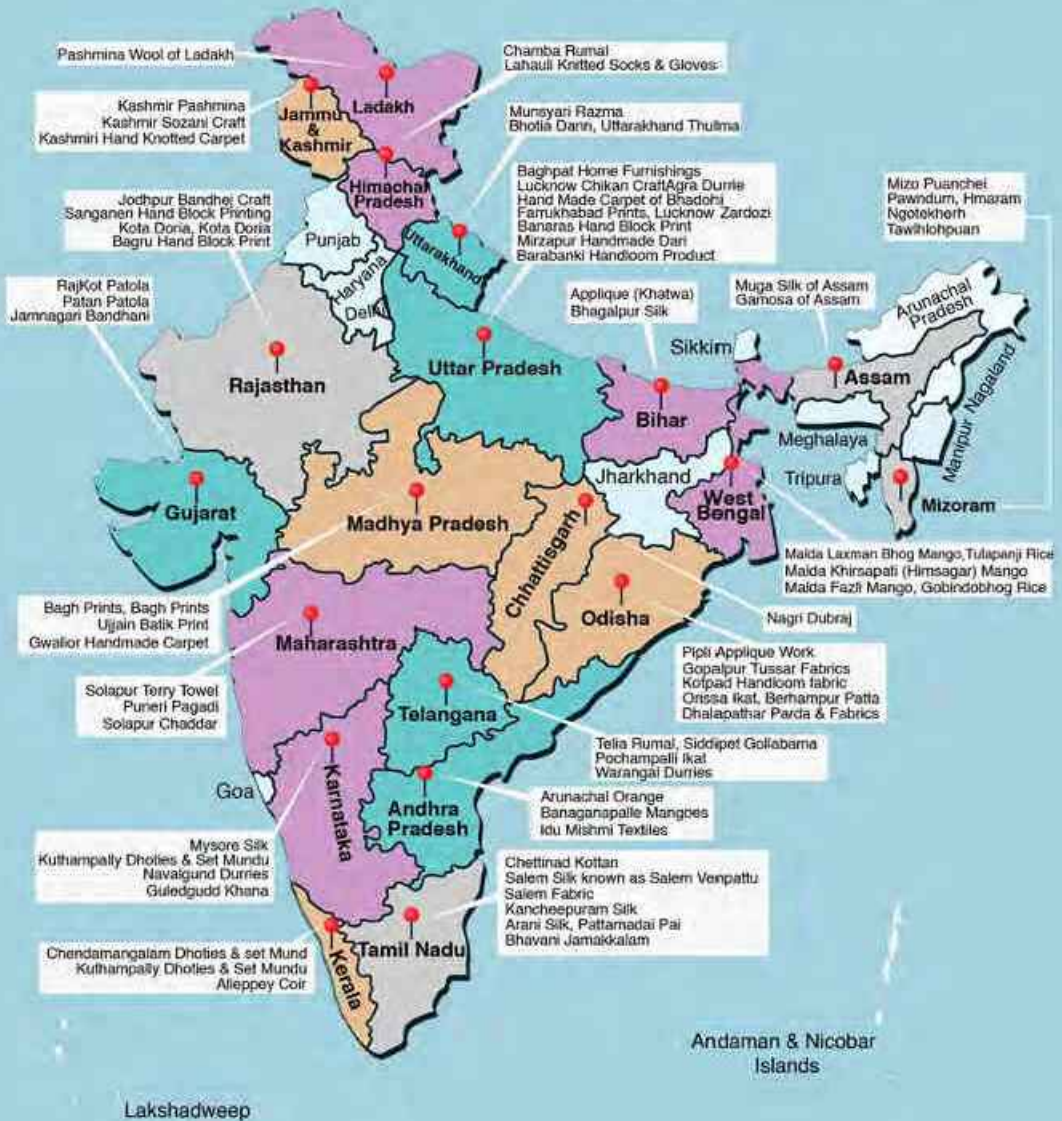 Pashmina Wool of Ladakh
Chamba Rumal
Lahauli Knitted Socks & Gloves
Kashmir Pashmina
Kashmir Sozani Craft
Kashmiri Hand Knotted Carpet
Ladakh
Jammu
&
Kashmir
Munsyari Razma
Bhotia Dann, Uttarakhand Thulma
Himachal
Pradesh
Baghpat Home Furnishings
Lucknow Chikan CraftAgra Durrie
Hand Made Carpet of Bhadohi
Farrukhabad Prints, Lucknow Zardozi
Banaras Hand Block Print
Mirzapur Handmade Dari
Barabanki Handloom Product
Mizo Puanchei
Pawndum, Hmaram
Ngotekherh
Tawlhlohpuan
Jodhpur Bandhej Craft
Sanganen Hand Block Printing
Kota Doria, Kota Doria
Bagru Hand Block Print
Punjab
Uttarakhand
Haryana
Delhi
RajKot Patola
Patan Patola
Jamnagari Bandhani
Applique (Khatwa)
Bhagalpur Silk
Muga Silk of Assam
Gamosa of Assam
Arunachal
Pradesh
Sikkim
Rajasthan
Uttar Pradesh
Assam
Bihar
Meghalaya
Nagaland
Manipur
Jharkhand
Tripura
Gujarat
Madhya Pradesh
West
Bengal
Mizoram
Chhattisgarh
Malda Laxman Bhog Mango,Tulapanji Rice
Malda Khirsapati (Himsagar) Mango
Malda Fazli Mango, Gobindobhog Rice
Bagh Prints, Bagh Prints
Ujjain Batik Print
Gwalior Handmade Carpet
Maharashtra
Odisha
Nagri Dubraj
Pipli Applique Work
Gopalpur Tussar Fabrics
Kotpad Handloom fabric
Orissa Ikat, Berhampur Patta
Dhalapathar Parda & Fabrics
Solapur Terry Towel
Puneri Pagadi
Solapur Chaddar
Telangana
Telia Rumal, Siddipet Gollabama
Pochampalli Ikat
Warangal Durries
Goa
Karnataka
Andhra
Pradesh
Arunachal Orange
Banaganapalle Mangoes
Idu Mishmi Textiles
Mysore Silk
Kuthampally Dhoties & Set Mundu
Navalgund Durries
Guledgudd Khana
Chettinad Kottan
Salem Silk known as Salem Venpattu
Salem Fabric
Kancheepuram Silk
Arani Silk, Pattamadai Pai
Bhavani Jamakkalam
Chendamangalam Dhoties & set Mund
Kuthampally Dhoties & Set Mundu
Alleppey Coir
Kerala
Tamil Nadu
Andaman & Nicobar
Islands
Lakshadweep